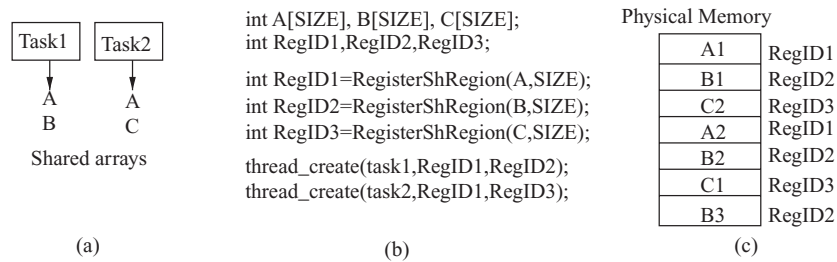 Task1 Task2
A A
B C
Shared arrays
(a)
int A[SIZE], B[SIZE], C[SIZE];
int RegID1,RegID2,RegID3;
int RegID1=RegisterShRegion(A,SIZE);
int RegID2=RegisterShRegion(B,SIZE);
int RegID3=RegisterShRegion(C,SIZE);
thread_create(task1,RegID1,RegID2);
thread_create(task2,RegID1,RegID3);
(b)
Physical Memory
A1 RegID1
B1 RegID2
C2 RegID3
A2 RegID1
B2 RegID2
C1 RegID3
B3 RegID2
(c)